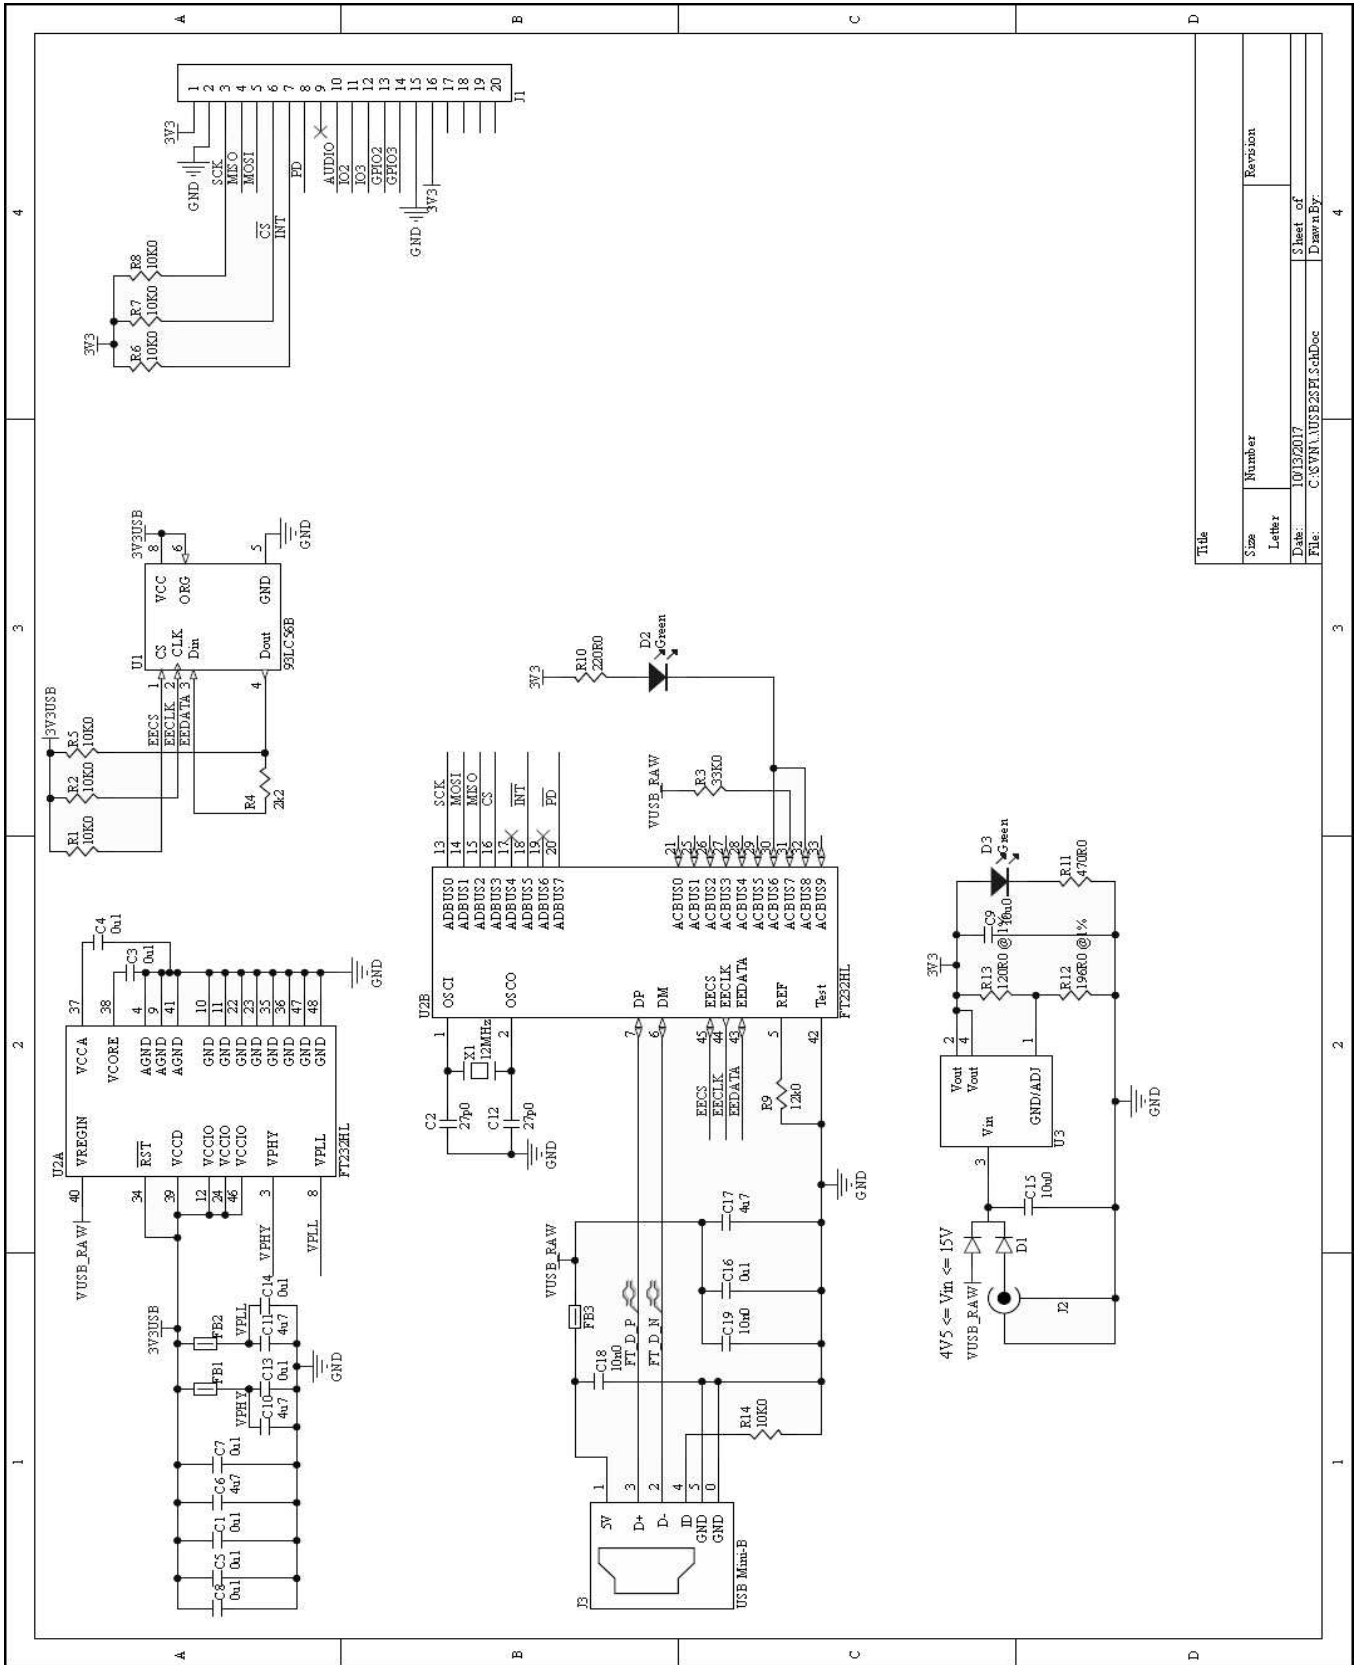 A
B
C
D
4
3
2
1
3V3
GND
SCK
MISO
MOSI
CS
INT
PD
AUDIO
IO2
IO3
GPIO2
GPIO3
GND
3V3
1
2
3
4
5
6
7
8
9
10
11
12
13
14
15
16
17
18
19
20
J1
3V3
R6
10K0
R7
10K0
R8
10K0
3V3USB
R1
10K0
R2
10K0
R5
10K0
R4
2k2
EECS
EECLK
EEDATA
1
2
3
4
U1
CS
CLK
Din
Dout
VCC
ORG
GND
93LC56B
8
6
5
3V3USB
GND
U2A
VREGIN
RST
VCCD
VCCIO
VCCIO
VCCIO
VPHY
VPLL
FT232HL
40
34
39
12
24
46
3
8
VUSB_RAW
VPHY
VPLL
VCCA
VCORE
AGND
AGND
AGND
GND
GND
GND
GND
GND
GND
GND
GND
37
38
4
9
41
10
11
22
23
35
36
47
48
C4
0u1
C3
0u1
GND
3V3USB
C8
0u1
C5
0u1
C1
0u1
C6
4u7
C7
0u1
FB1
VPHY
C10
4u7
C13
0u1
FB2
VPLL
C11
4u7
C14
0u1
GND
U2B
OSCI
OSCO
DP
DM
EECS
EECLK
EEDATA
REF
Test
FT232HL
1
2
7
6
45
44
43
5
42
ADBUS0
ADBUS1
ADBUS2
ADBUS3
ADBUS4
ADBUS5
ADBUS6
ADBUS7
13
14
15
16
17
18
19
20
SCK
MOSI
MISO
CS
INT
PD
ACBUS0
ACBUS1
ACBUS2
ACBUS3
ACBUS4
ACBUS5
ACBUS6
ACBUS7
ACBUS8
ACBUS9
21
25
26
27
28
29
30
31
32
33
VUSB_RAW
R3
33K0
3V3
R10
220R0
D2
Green
X1
12MHz
C2
27p0
C12
27p0
GND
EECS
EECLK
EEDATA
R9
12k0
GND
VUSB_RAW
FB3
C18
10n0
FT_D_P
FT_D_N
C19
10n0
C16
0u1
C17
4u7
R14
10K0
J3
5V
D+
D-
ID
GND
GND
USB Mini-B
1
3
2
4
5
0
4V5 <= Vin <= 15V
VUSB_RAW
J2
D1
C15
10u0
U3
Vin
Vout
Vout
GND/ADJ
3
2
4
1
GND
3V3
R13
120R0 @ 1%
R12
196R0 @ 1%
C9
10u0
D3
Green
R11
470R0
Title
Size
Letter
Number
Revision
Date:
10/13/2017
Sheet of
File:
C:\SVN\..\USB2SPI.SchDoc
Drawn By:
A
B
C
D
4
3
2
1